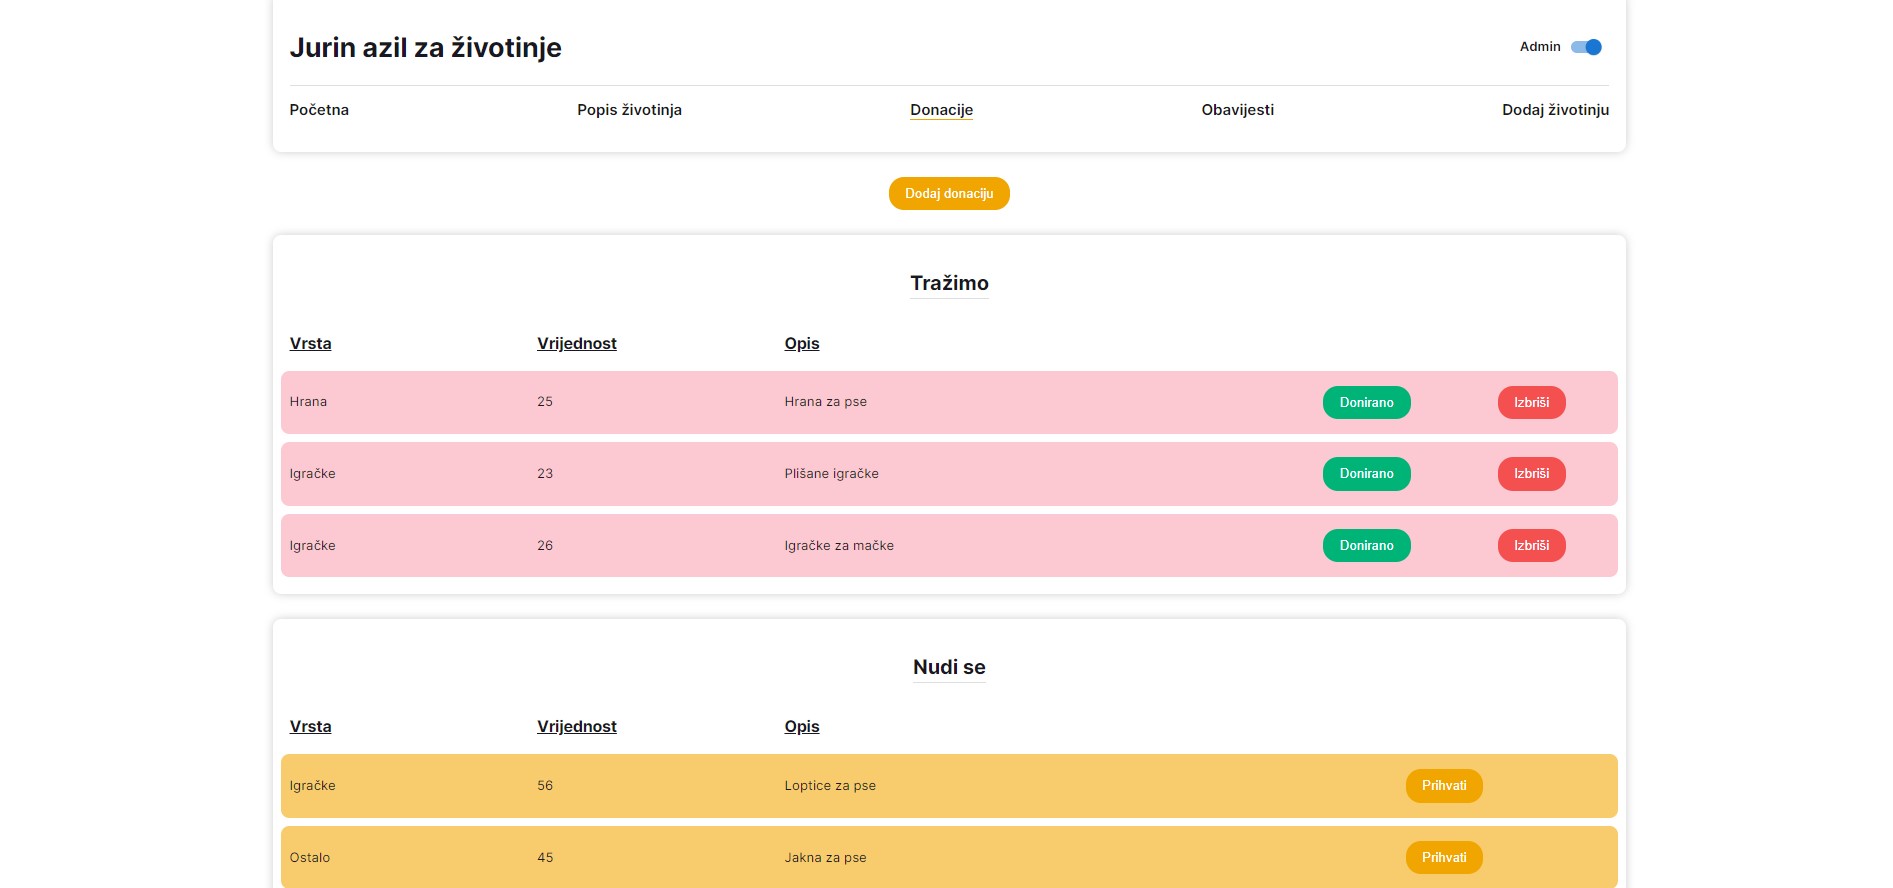 Jurin azil za životinje
Admin
Početna Popis životinja Donacije Obavijesti Dodaj životinju
Dodaj donaciju
Tražimo
Vrsta Vrijednost Opis
Hrana 25 Hrana za pse Donirano Izbriši
Igračke 23 Plišane igračke Donirano Izbriši
Igračke 26 Igračke za mačke Donirano Izbriši
Nudi se
Vrsta Vrijednost Opis
Igračke 56 Loptice za pse Prihvati
Ostalo 45 Jakna za pse Prihvati